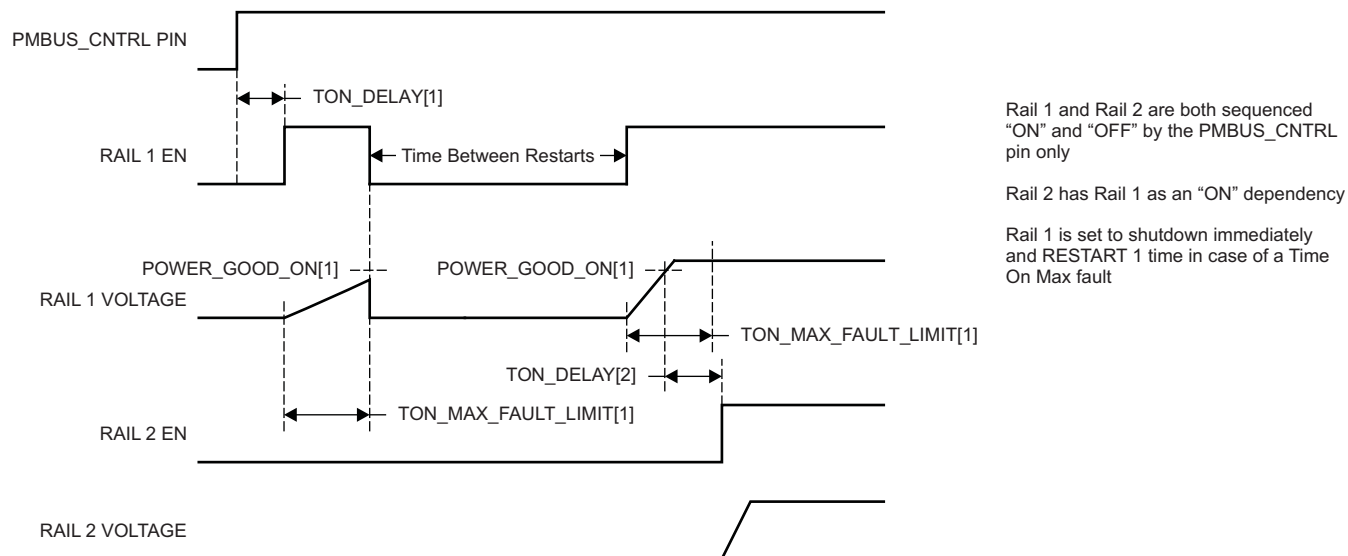 PMBUS_CNTRL PIN
TON_DELAY[1]
Rail 1 and Rail 2 are both sequenced
“ON” and “OFF” by the PMBUS_CNTRL
pin only
RAIL 1 EN
Time Between Restarts
Rail 2 has Rail 1 as an “ON” dependency
Rail 1 is set to shutdown immediately
and RESTART 1 time in case of a Time
On Max fault
POWER_GOOD_ON[1]
POWER_GOOD_ON[1]
RAIL 1 VOLTAGE
TON_MAX_FAULT_LIMIT[1]
TON_DELAY[2]
TON_MAX_FAULT_LIMIT[1]
RAIL 2 EN
RAIL 2 VOLTAGE